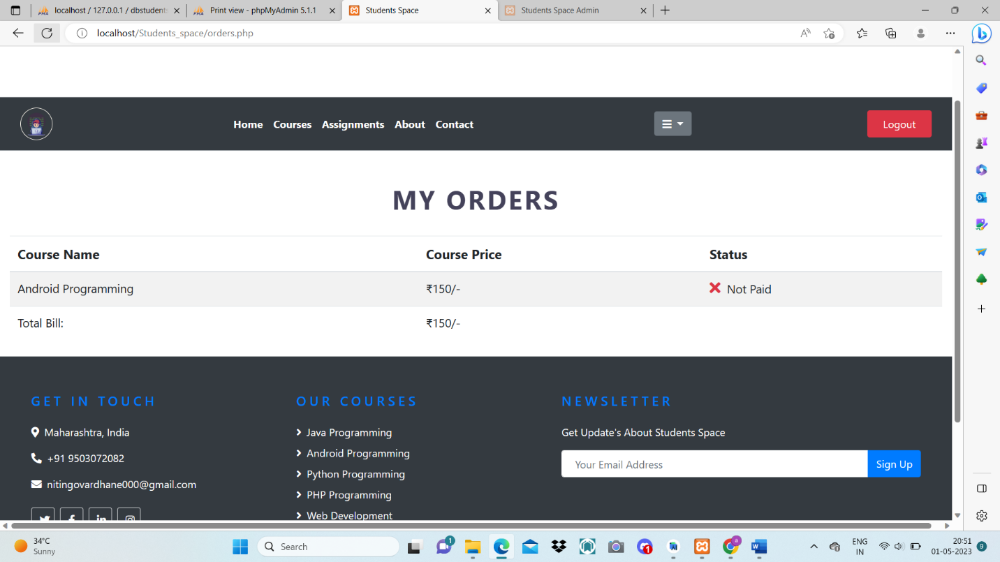 localhost / 127.0.0.1 / dbstudent
Print view - phpMyAdmin 5.1.1
Students Space
Students Space Admin
localhost/Students_space/orders.php
Home
Courses
Assignments
About
Contact
Logout
MY ORDERS
Course Name
Course Price
Status
Android Programming
₹150/-
Not Paid
Total Bill:
₹150/-
GET IN TOUCH
Maharashtra, India
+91 9503072082
nitingovardhane000@gmail.com
OUR COURSES
Java Programming
Android Programming
Python Programming
PHP Programming
Web Development
NEWSLETTER
Get Update's About Students Space
Your Email Address
Sign Up
34°C
Sunny
Search
1
1
a
ENG
IN
20:51
01-05-2023
9